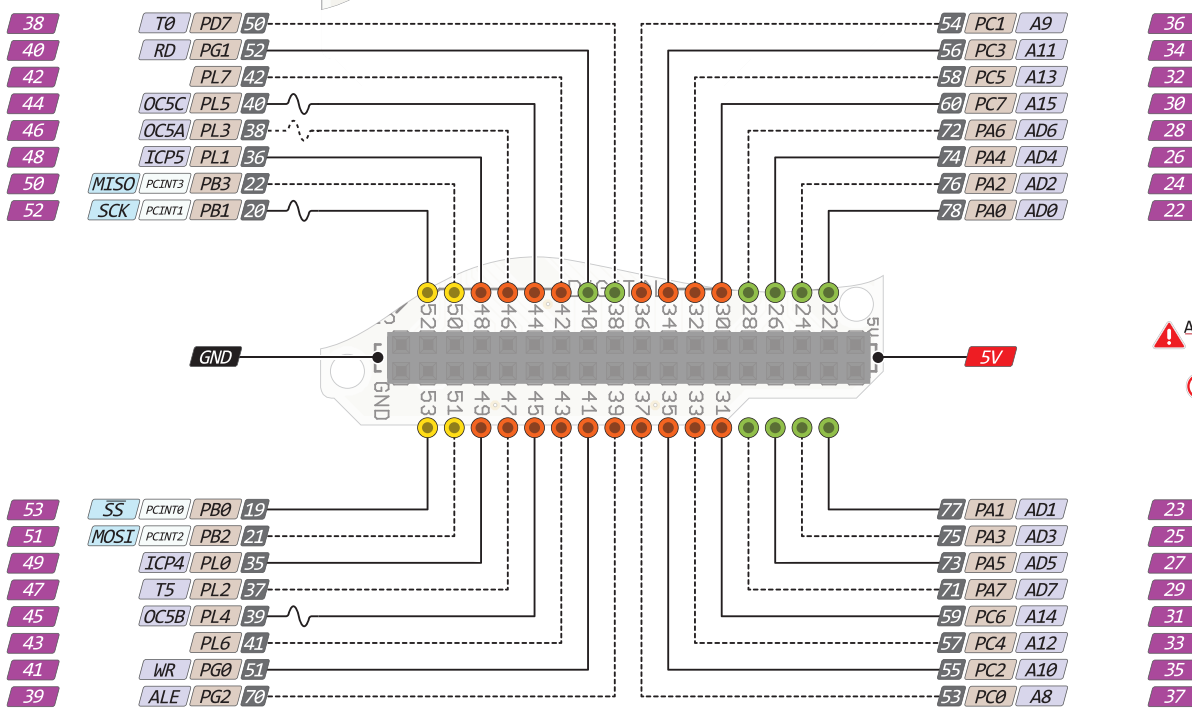 38 T0 PD7 50 54 PC1 A9 36
40 RD PG1 52 56 PC3 A11 34
42 PL7 42 58 PC5 A13 32
44 OC5C PL5 40 60 PC7 A15 30
46 OC5A PL3 38 72 PA6 AD6 28
48 ICP5 PL1 36 74 PA4 AD4 26
50 MISO PCINT3 PB3 22 76 PA2 AD2 24
52 SCK PCINT1 PB1 20 78 PA0 AD0 22
DIGITAL
52 50 48 46 44 42 40 38 36 34 32 30 28 26 24 22 5V
GND 5V
GND 53 51 49 47 45 43 41 39 37 35 33 31
53 SS PCINT0 PB0 19 77 PA1 AD1 23
51 MOSI PCINT2 PB2 21 75 PA3 AD3 25
49 ICP4 PL0 35 73 PA5 AD5 27
47 T5 PL2 37 71 PA7 AD7 29
45 OC5B PL4 39 59 PC6 A14 31
43 PL6 41 57 PC4 A12 33
41 WR PG0 51 55 PC2 A10 35
39 ALE PG2 70 53 PC0 A8 37